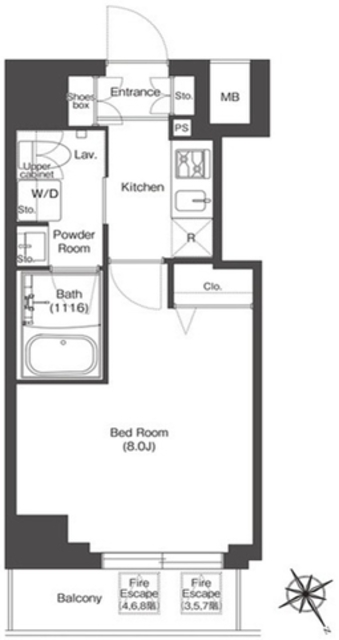 Entrance
Shoes
box
Sto.
MB
PS
Lav.
Upper
cabinet
W/D
Sto.
Kitchen
Powder
Room
Sto.
R
Bath
(1116)
Clo.
Bed Room
(8.0J)
Balcony
Fire
Escape
(4,6,8階)
Fire
Escape
(3,5,7階)
N